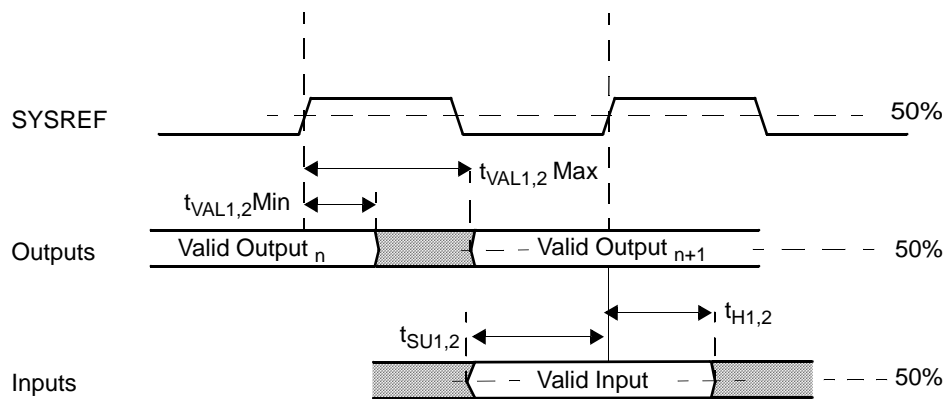 SYSREF
50%
tVAL1,2 Max
tVAL1,2Min
Outputs
Valid Output n
Valid Output n+1
50%
tSU1,2
tH1,2
Inputs
Valid Input
50%